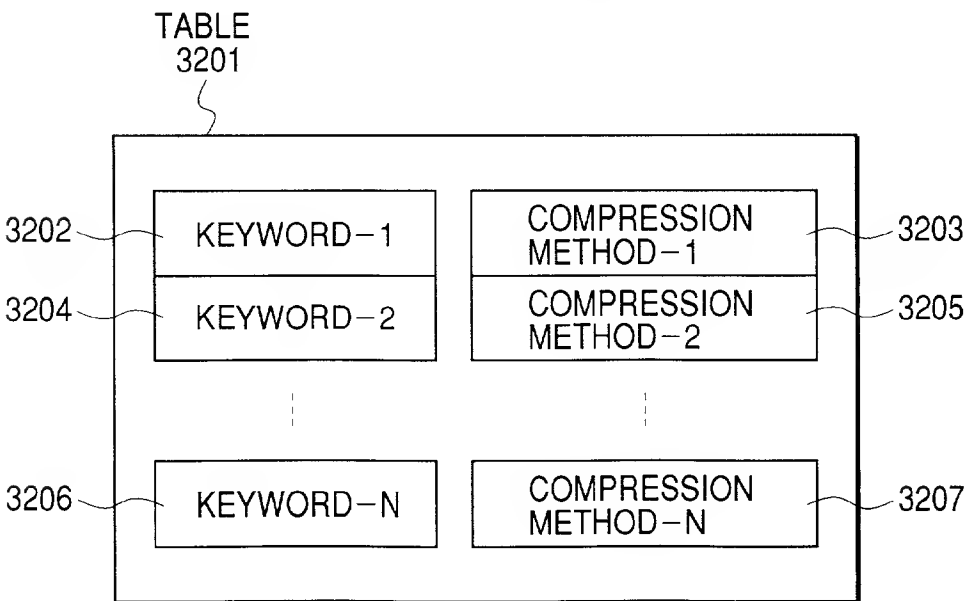 TABLE
3201
3202
KEYWORD-1
COMPRESSION
METHOD-1
3203
3204
KEYWORD-2
COMPRESSION
METHOD-2
3205
3206
KEYWORD-N
COMPRESSION
METHOD-N
3207